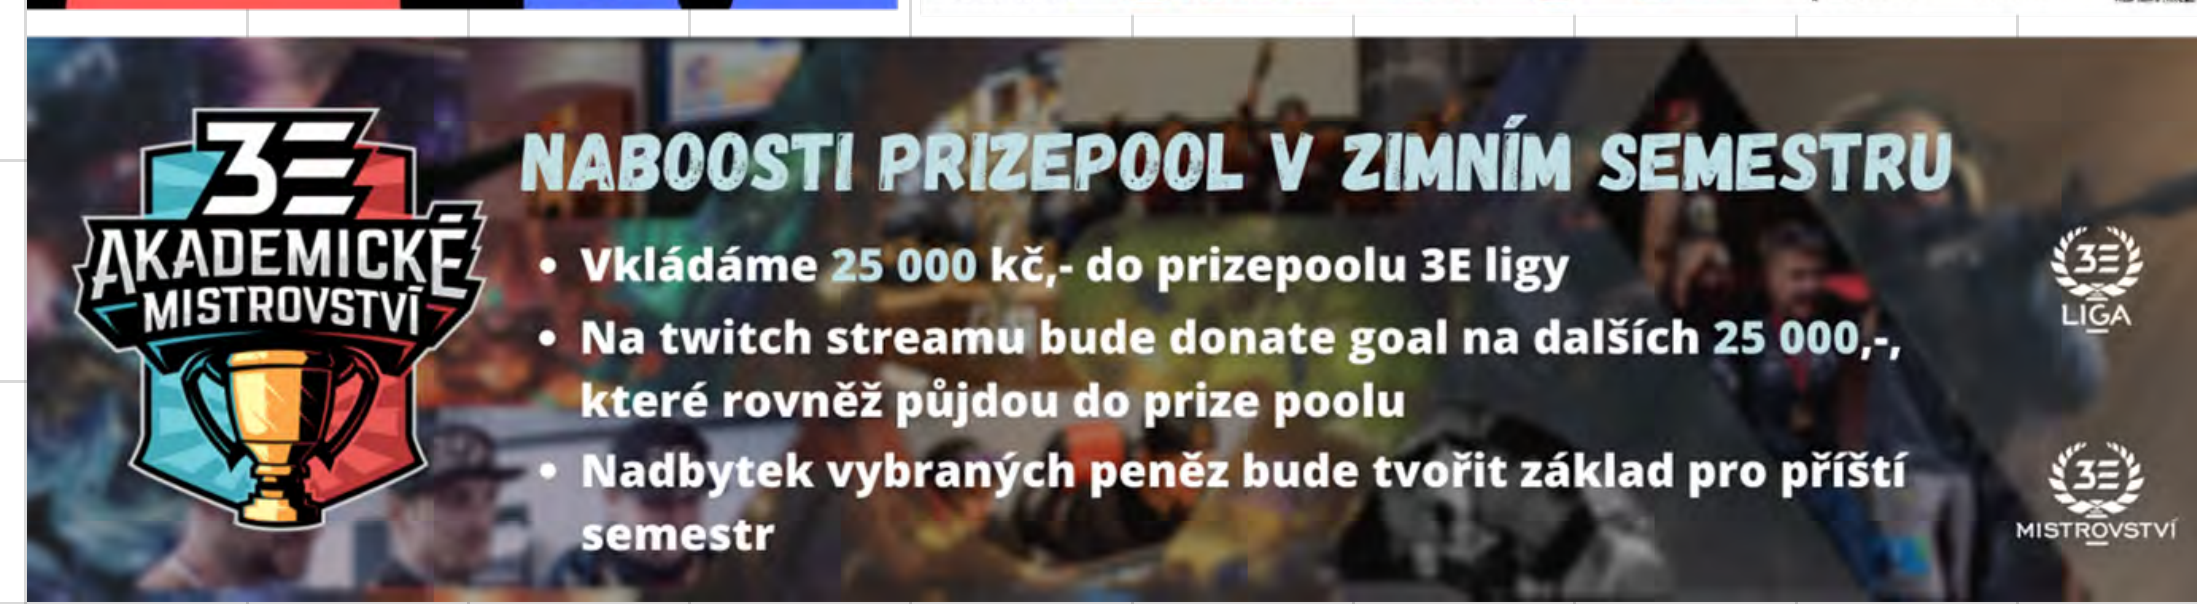 3E
AKADEMICKÉ
MISTROVSTVÍ
NABOOSTI PRIZEPOOL V ZIMNÍM SEMESTRU
• Vkládáme 25 000 kč,- do prizepoolu 3E ligy
• Na twitch streamu bude donate goal na dalších 25 000,-,
které rovněž půjdou do prize poolu
• Nadbytek vybraných peněz bude tvořit základ pro příští
semestr
3E
LIGA
3E
MISTROVSTVÍ